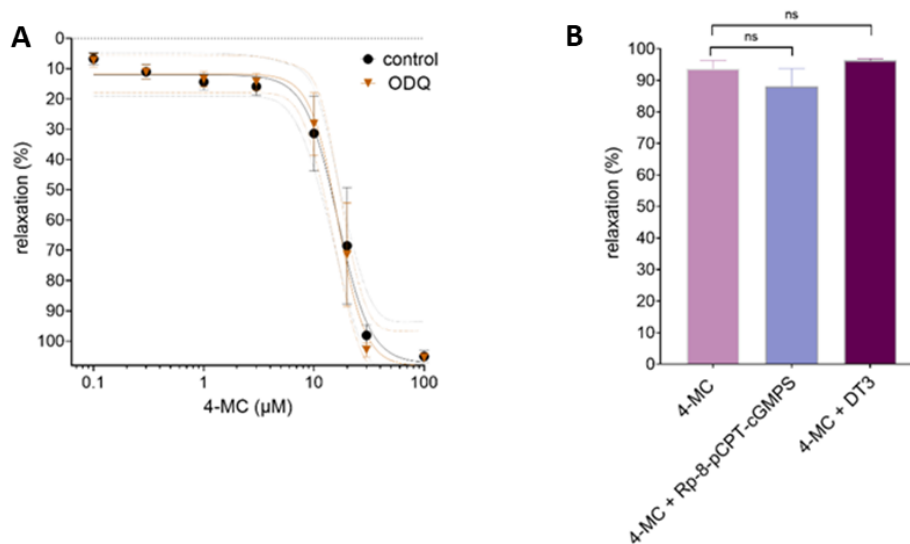 A
0
10
20
30
40
50
60
70
80
90
100
relaxation (%)
control
ODQ
0.1
1
10
100
4-MC (µM)
B
ns
ns
100
90
80
70
60
50
40
30
20
10
0
relaxation (%)
4-MC
4-MC + Rp-8-pCPT-cGMPS
4-MC + DT3